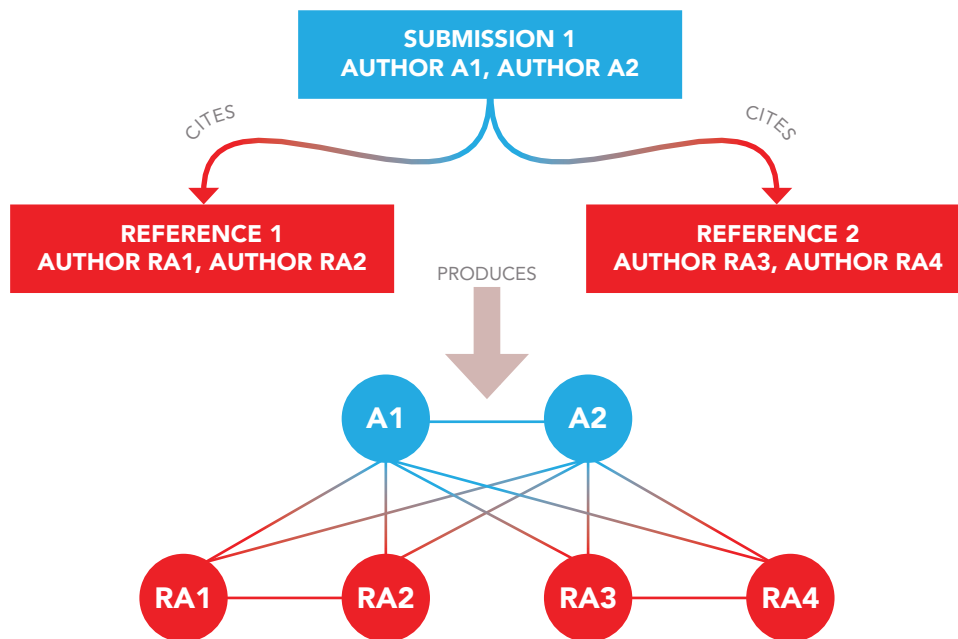 SUBMISSION 1
AUTHOR A1, AUTHOR A2
CITES
CITES
REFERENCE 1
AUTHOR RA1, AUTHOR RA2
REFERENCE 2
AUTHOR RA3, AUTHOR RA4
PRODUCES
A1
A2
RA1
RA2
RA3
RA4